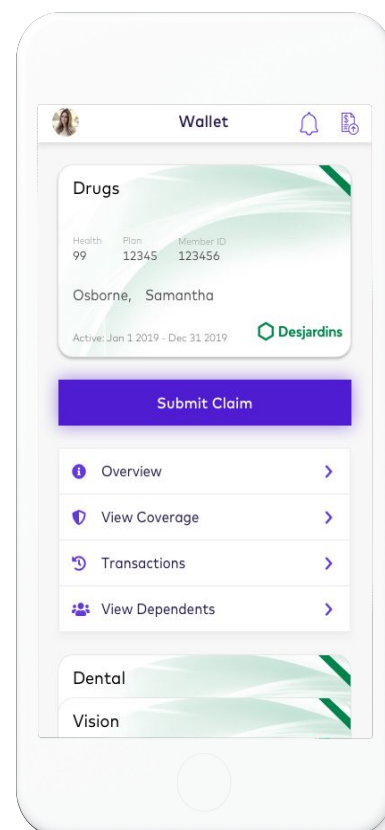 Wallet
Drugs
Health Plan Member ID
99 12345 123456
Osborne, Samantha
Active: Jan 1 2019 - Dec 31 2019 Desjardins
Submit Claim
Overview
View Coverage
Transactions
View Dependents
Dental
Vision